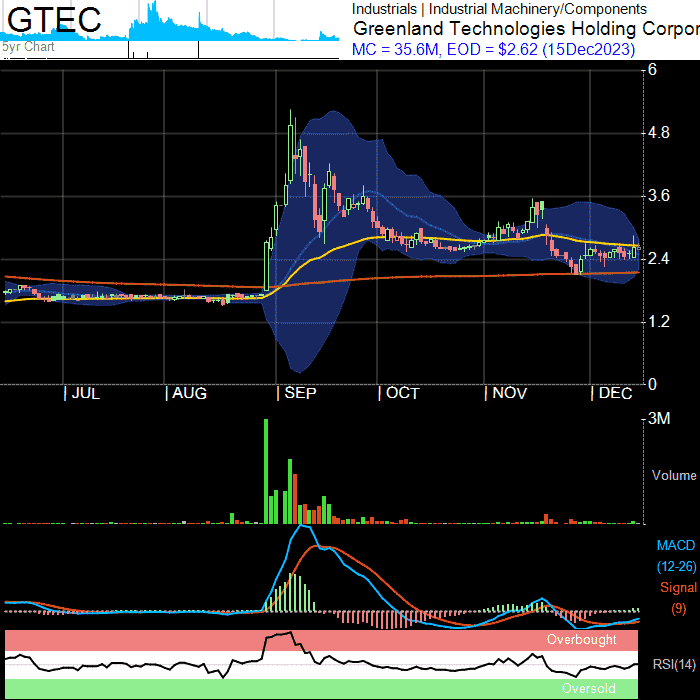 GTEC
5yr Chart
Industrials | Industrial Machinery/Components
Greenland Technologies Holding Corpor
MC = 35.6M, EOD = $2.62 (15Dec2023)
6
4.8
3.6
2.4
1.2
0
| JUL | AUG | SEP | OCT | NOV | DEC
3M
Volume
MACD
(12-26)
Signal
(9)
Overbought
RSI(14)
Oversold